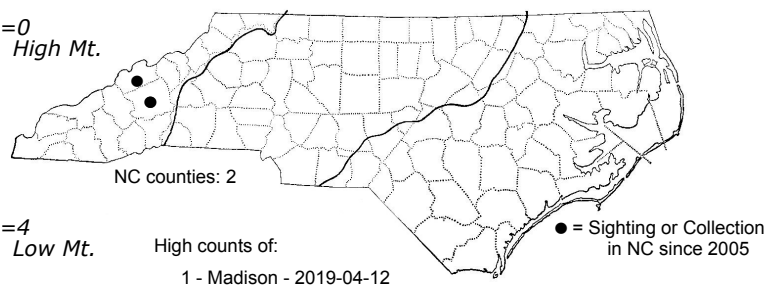 =0
High Mt.
NC counties: 2
=4
Low Mt.
High counts of:
1 - Madison - 2019-04-12
● = Sighting or Collection
in NC since 2005